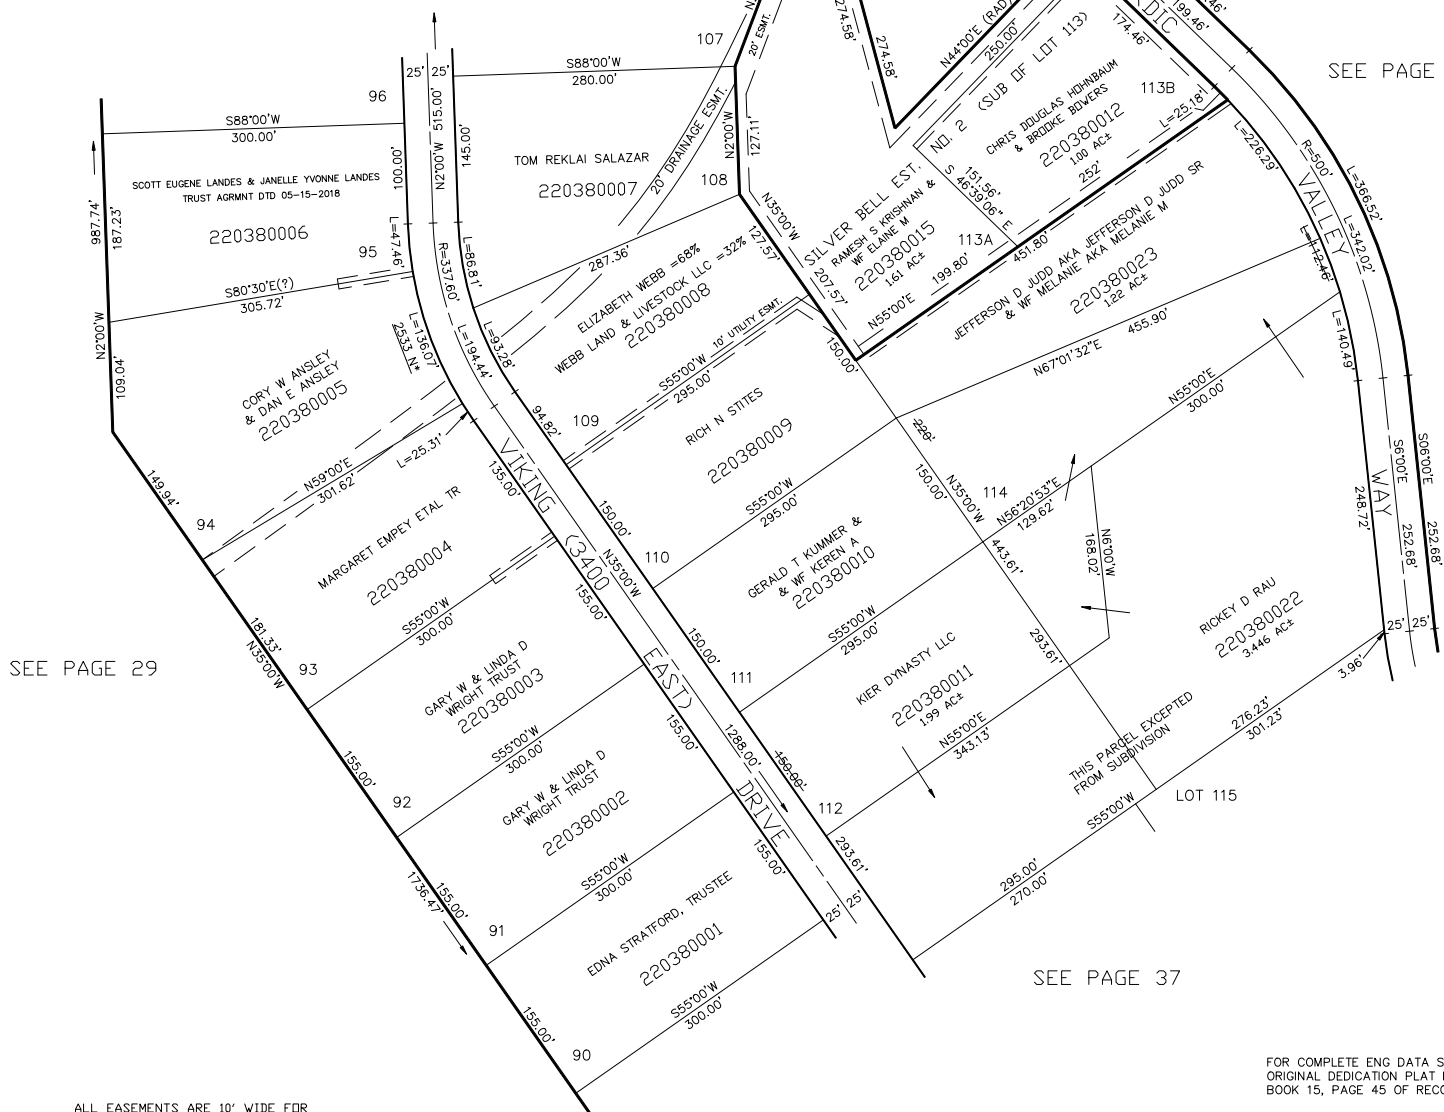 107
20' ESMT.
274.58'
274.58'
N44°00'E (RAD)
250.00'
174.46'
199.46'
SEE PAGE
96
25' 25'
S88°00'W
280.00'
S88°00'W
300.00'
987.74'
187.23'
SCOTT EUGENE LANDES & JANELLE YVONNE LANDES
TRUST AGRMNT DTD 05-15-2018
220380006
95
100.00'
N2°00'W 515.00'
145.00'
TOM REKLAI SALAZAR
220380007
20' DRAINAGE ESMT.
N2°00'W
127.11'
108
SILVER BELL EST. NO. 2 (SUB OF LOT 113)
CHRIS DOUGLAS HOHNBAUM
& BROOKE BOWERS
220380012
1.00 AC±
113B
L=25.18'
252'
151.56'
S 46°39'06" E
113A
RAMESH S KRISHNAN &
WF ELAINE M
220380015
1.61 AC±
199.80'
451.80'
N55°00'E
N35°00'W
127.57'
207.57'
L=226.29'
R=500'
L=366.52'
L=342.02'
L=112.46'
VALLEY
JEFFERSON D JUDD AKA JEFFERSON D JUDD SR
& WF MELANIE AKA MELANIE M
220380023
1.22 AC±
455.90'
N67°01'32"E
L=47.46'
R=337.60'
L=86.81'
287.36'
ELIZABETH WEBB =68%
WEBB LAND & LIVESTOCK LLC =32%
220380008
S80°30'E(?)
305.72'
N2°00'W
109.04'
L=136.07'
2533 N*
L=194.44'
L=93.28'
94.82'
109
S55°00'W
295.00'
10' UTILITY ESMT.
150.00'
L=140.49'
N55°00'E
300.00'
CORY W ANSLEY
& DAN E ANSLEY
220380005
N59°00'E
301.62'
L=25.31'
RICH N STITES
220380009
220'
150.00'
N35°00'W
114
149.94'
94
VIKING (3400 EAST) DRIVE
135.00'
150.00'
110
S55°00'W
295.00'
N56°20'53"E
129.62'
N6°00'W
168.02'
248.72'
WAY
S6°00'E
252.68'
S06°00'E
252.68'
MARGARET EMPEY ETAL TR
220380004
N35°00'W
155.00'
GERALD T KUMMER &
& WF KEREN A
220380010
443.61'
293.61'
SEE PAGE 29
181.33'
N35°00'W
93
S55°00'W
300.00'
150.00'
111
S55°00'W
295.00'
RICKEY D RAU
220380022
3.446 AC±
25' 25'
3.96'
GARY W & LINDA D
WRIGHT TRUST
220380003
155.00'
KIER DYNASTY LLC
220380011
1.99 AC±
N55°00'E
343.13'
THIS PARCEL EXCEPTED
FROM SUBDIVISION
276.23'
301.23'
155.00'
92
S55°00'W
300.00'
1288.00'
150.00'
112
LOT 115
S55°00'W
GARY W & LINDA D
WRIGHT TRUST
220380002
155.00'
293.61'
1736.47'
155.00'
91
S55°00'W
300.00'
25' 25'
295.00'
270.00'
EDNA STRATFORD, TRUSTEE
220380001
S55°00'W
300.00'
SEE PAGE 37
155.00'
90
FOR COMPLETE ENG DATA S
ORIGINAL DEDICATION PLAT
BOOK 15, PAGE 45 OF
ALL EASEMENTS ARE 10' WIDE FOR